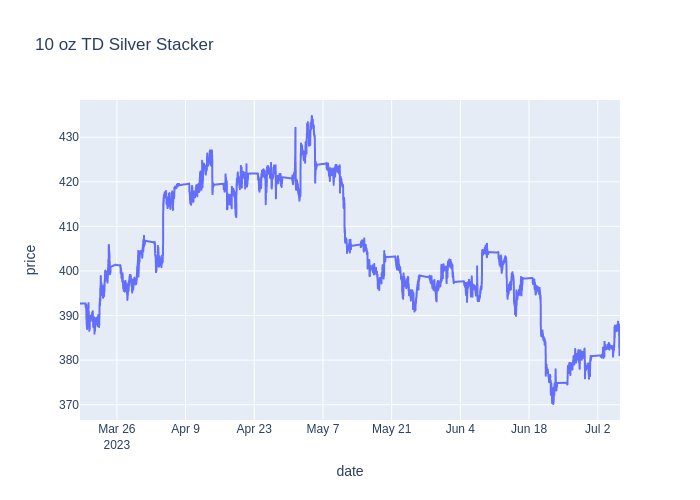 10 oz TD Silver Stacker
430
420
410
400
390
380
370
price
Mar 26
2023
Apr 9
Apr 23
May 7
May 21
Jun 4
Jun 18
Jul 2
date